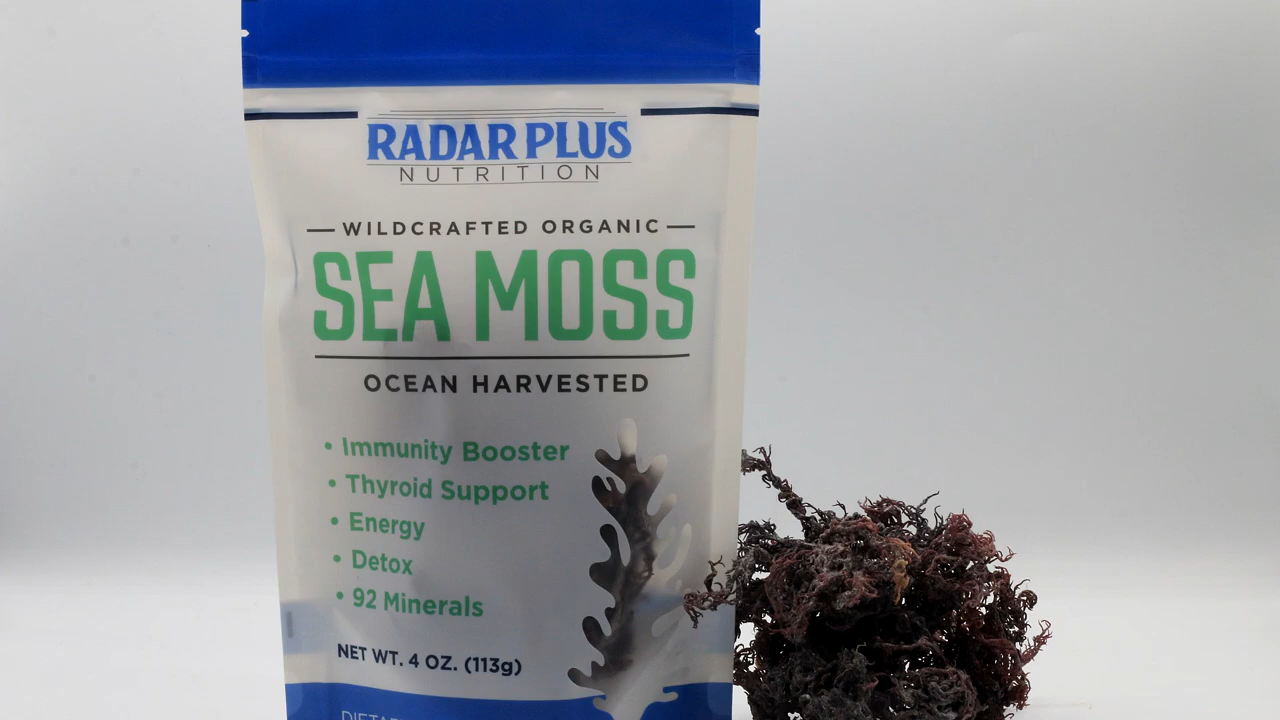 RADAR PLUS
NUTRITION
WILDCRAFTED ORGANIC
SEA MOSS
OCEAN HARVESTED
• Immunity Booster
• Thyroid Support
• Energy
• Detox
• 92 Minerals
NET WT. 4 OZ. (113g)